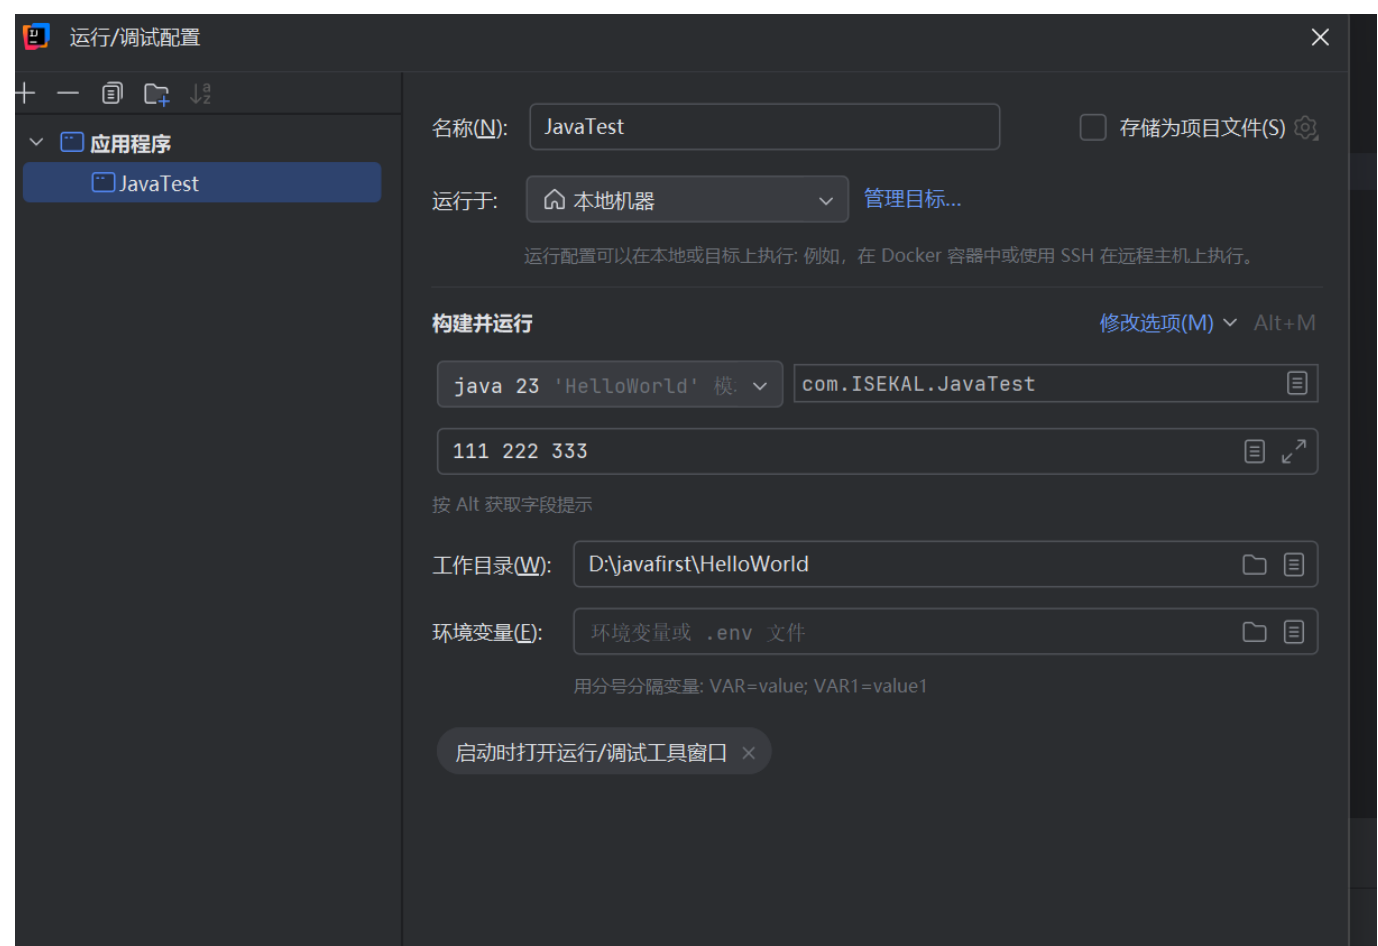 运行/调试配置
应用程序
JavaTest
名称(N): JavaTest 存储为项目文件(S)
运行于: 本地机器 管理目标...
运行配置可以在本地或目标上执行: 例如，在 Docker 容器中或使用 SSH 在远程主机上执行。
构建并运行 修改选项(M) Alt+M
java 23 'HelloWorld' 模. com.ISEKAL.JavaTest
111 222 333
按 Alt 获取字段提示
工作目录(W): D:\javafirst\HelloWorld
环境变量(E): 环境变量或 .env 文件
用分号分隔变量: VAR=value; VAR1=value1
启动时打开运行/调试工具窗口